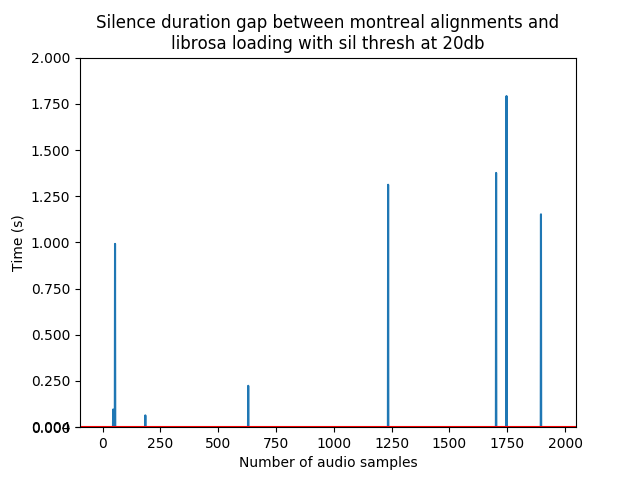 Silence duration gap between montreal alignments and
librosa loading with sil thresh at 20db
2.000
1.750
1.500
1.250
1.000
0.750
0.500
0.250
0.004
0.000
Time (s)
0 250 500 750 1000 1250 1500 1750 2000
Number of audio samples